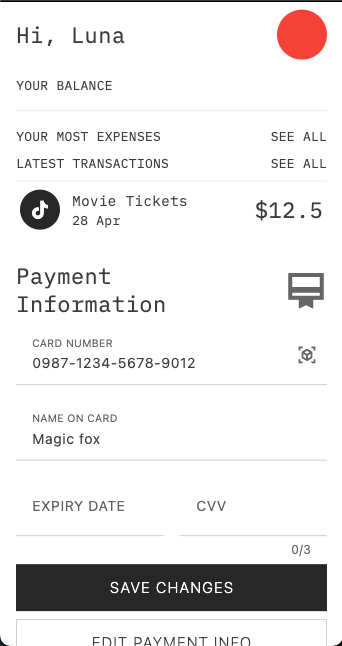 Hi, Luna
YOUR BALANCE
YOUR MOST EXPENSES SEE ALL
LATEST TRANSACTIONS SEE ALL
Movie Tickets
28 Apr
$12.5
Payment
Information
CARD NUMBER
0987-1234-5678-9012
NAME ON CARD
Magic fox
EXPIRY DATE CVV
0/3
SAVE CHANGES
EDIT PAYMENT INFO